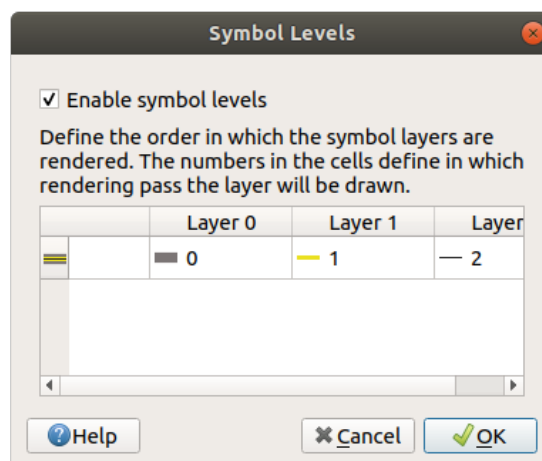 Symbol Levels
Enable symbol levels
Define the order in which the symbol layers are
rendered. The numbers in the cells define in which
rendering pass the layer will be drawn.
Layer 0 Layer 1 Layer
0 1 2
Help Cancel OK